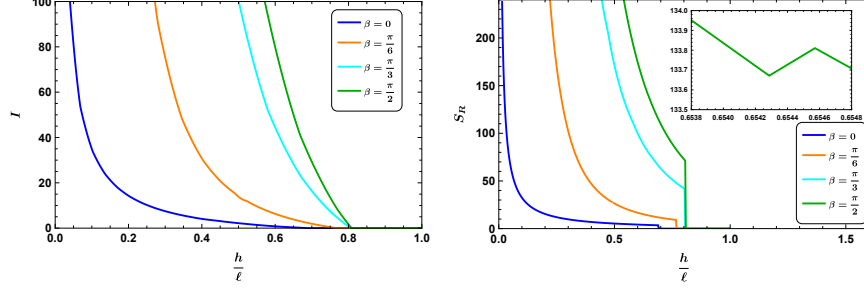 100
80
60
40
20
0
I
0.0 0.2 0.4 0.6 0.8 1.0
h
ℓ
β = 0
β = π/6
β = π/3
β = π/2
200
150
100
50
0
S_R
0.0 0.5 1.0 1.5
h
ℓ
134.0
133.9
133.8
133.7
133.6
133.5
0.6538 0.6540 0.6542 0.6544 0.6546 0.6548
β = 0
β = π/6
β = π/3
β = π/2